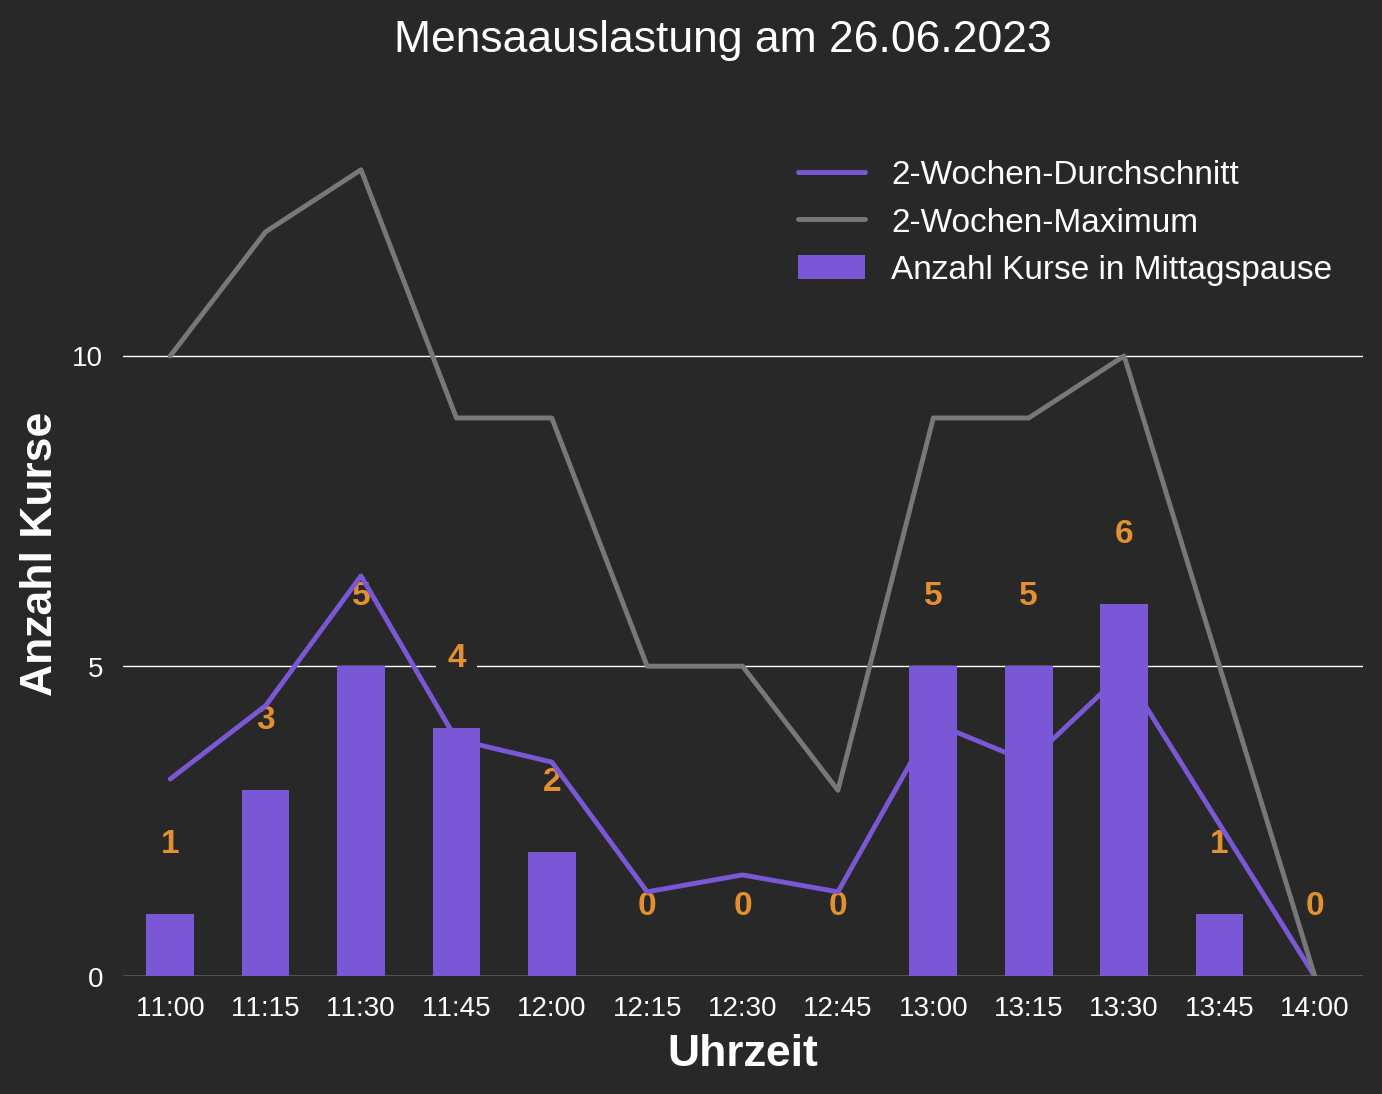 Mensaauslastung am 26.06.2023
2-Wochen-Durchschnitt
2-Wochen-Maximum
Anzahl Kurse in Mittagspause
Anzahl Kurse
10
5
0
1
3
5
4
2
0
0
0
5
5
6
1
0
11:00 11:15 11:30 11:45 12:00 12:15 12:30 12:45 13:00 13:15 13:30 13:45 14:00
Uhrzeit